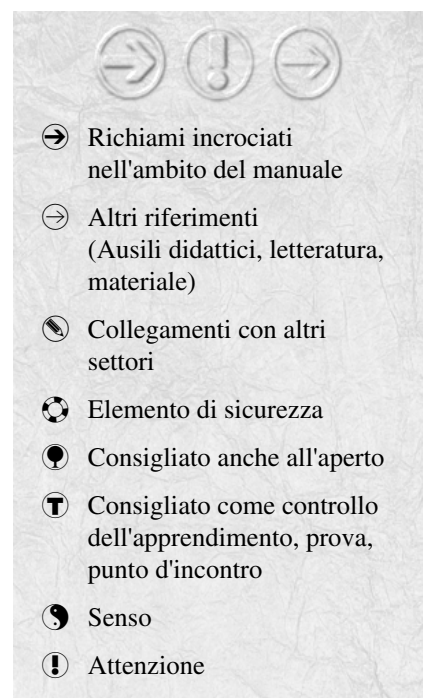 Richiami incrociati
nell'ambito del manuale
Altri riferimenti
(Ausili didattici, letteratura,
materiale)
Collegamenti con altri
settori
Elemento di sicurezza
Consigliato anche all'aperto
T Consigliato come controllo
dell'apprendimento, prova,
punto d'incontro
Senso
! Attenzione